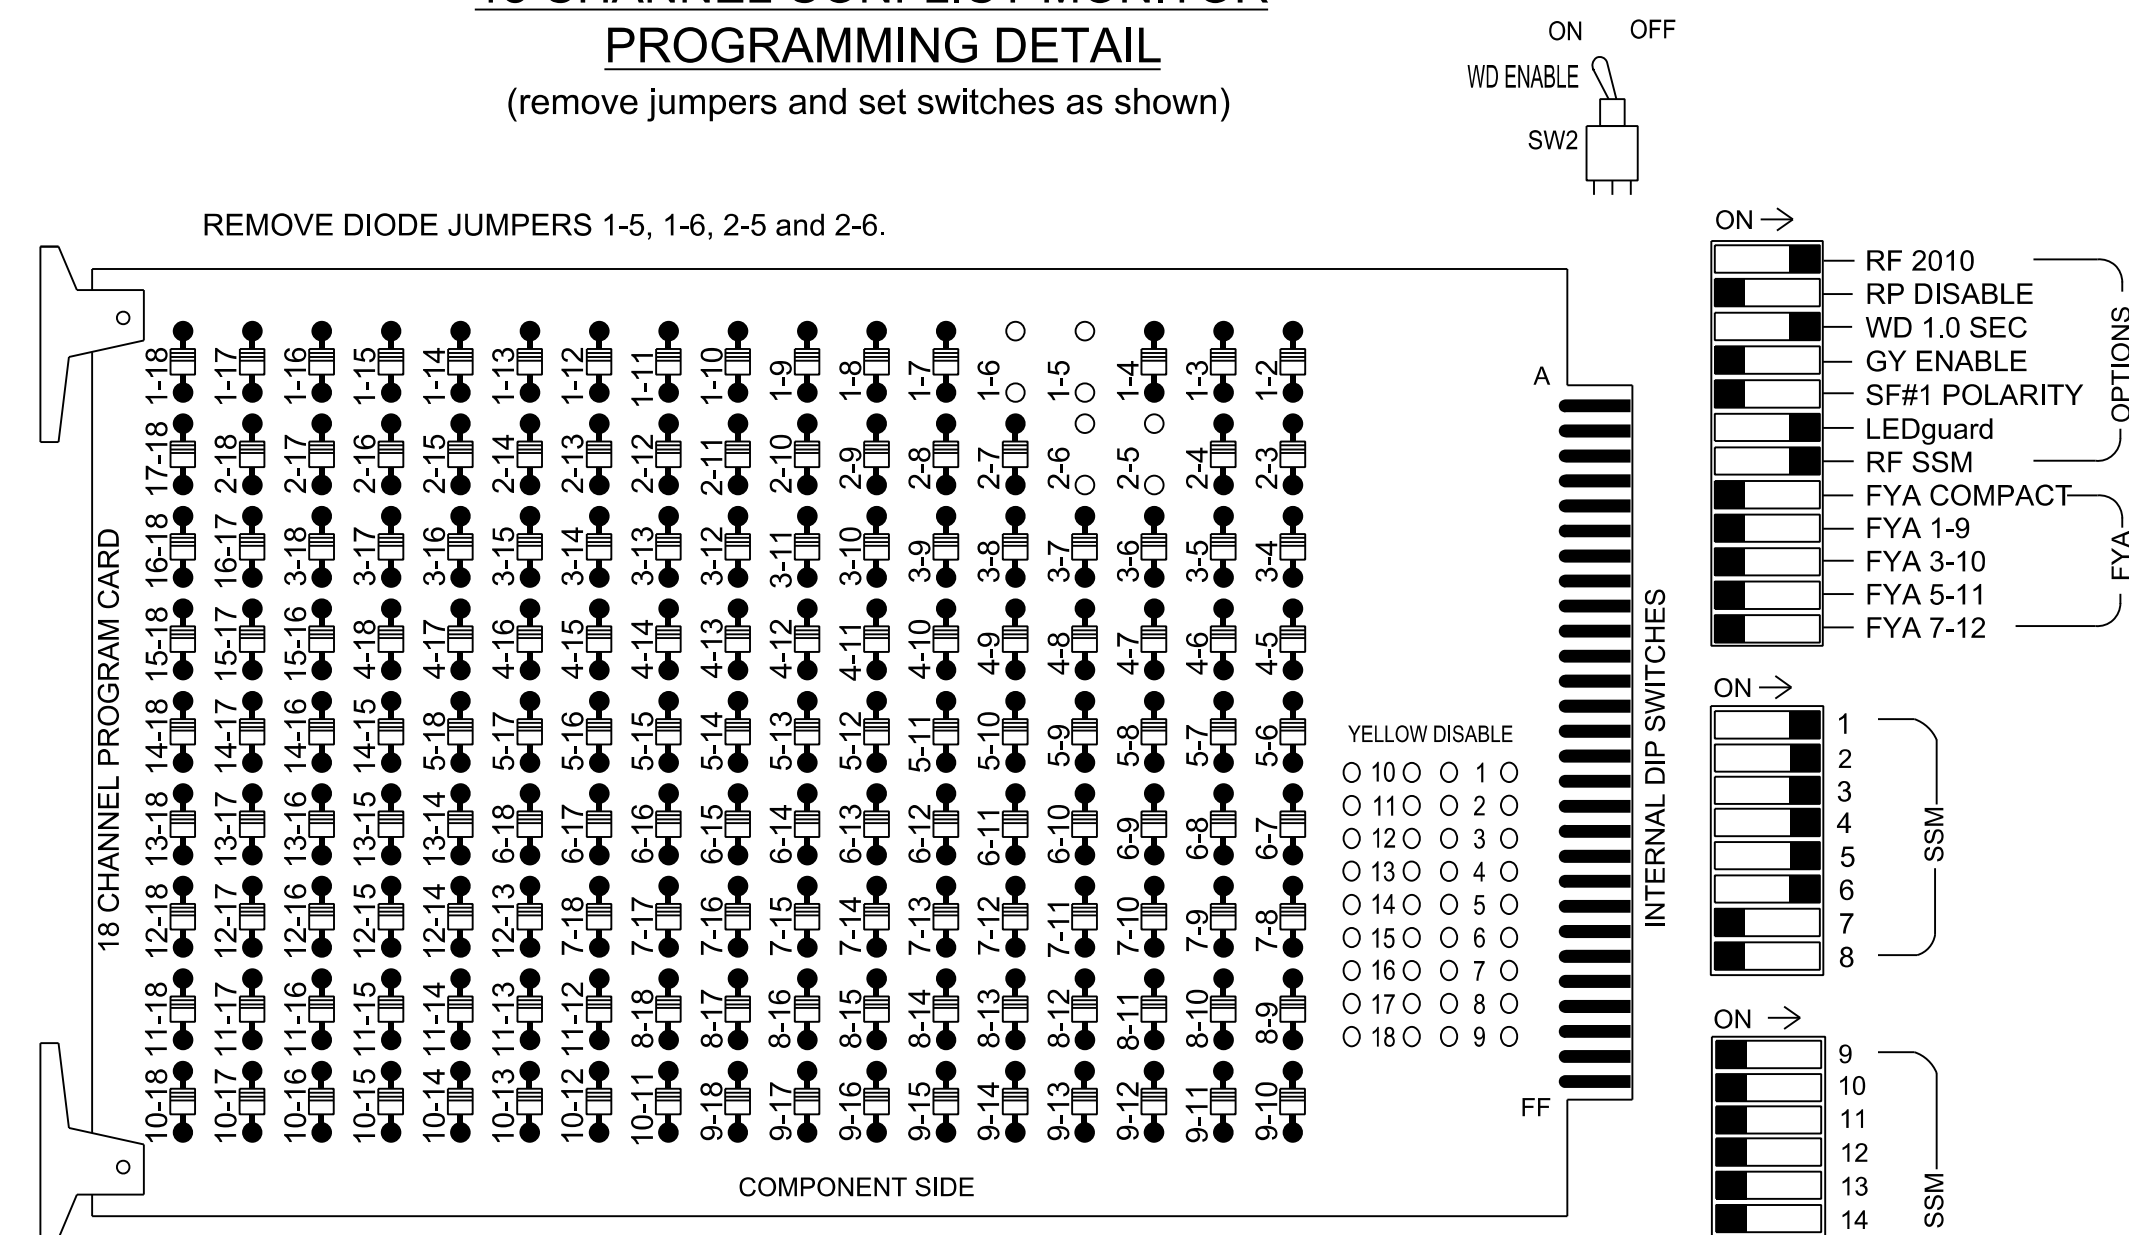 18 CHANNEL CONFLICT MONITOR
PROGRAMMING DETAIL
(remove jumpers and set switches as shown)
ON OFF
WD ENABLE
SW2
REMOVE DIODE JUMPERS 1-5, 1-6, 2-5 and 2-6.
18 CHANNEL PROGRAM CARD
1-18 1-17 1-16 1-15 1-14 1-13 1-12 1-11 1-10 1-9 1-8 1-7 1-6 1-5 1-4 1-3 1-2
17-18 2-18 2-17 2-16 2-15 2-14 2-13 2-12 2-11 2-10 2-9 2-8 2-7 2-6 2-5 2-4 2-3
16-18 16-17 3-18 3-17 3-16 3-15 3-14 3-13 3-12 3-11 3-10 3-9 3-8 3-7 3-6 3-5 3-4
15-18 15-17 15-16 4-18 4-17 4-16 4-15 4-14 4-13 4-12 4-11 4-10 4-9 4-8 4-7 4-6 4-5
14-18 14-17 14-16 14-15 5-18 5-17 5-16 5-15 5-14 5-13 5-12 5-11 5-10 5-9 5-8 5-7 5-6
13-18 13-17 13-16 13-15 13-14 6-18 6-17 6-16 6-15 6-14 6-13 6-12 6-11 6-10 6-9 6-8 6-7
12-18 12-17 12-16 12-15 12-14 12-13 7-18 7-17 7-16 7-15 7-14 7-13 7-12 7-11 7-10 7-9 7-8
11-18 11-17 11-16 11-15 11-14 11-13 11-12 8-18 8-17 8-16 8-15 8-14 8-13 8-12 8-11 8-10 8-9
10-18 10-17 10-16 10-15 10-14 10-13 10-12 10-11 9-18 9-17 9-16 9-15 9-14 9-13 9-12 9-11 9-10
COMPONENT SIDE
YELLOW DISABLE
10 1
11 2
12 3
13 4
14 5
15 6
16 7
17 8
18 9
A
FF
INTERNAL DIP SWITCHES
ON
RF 2010
RP DISABLE
WD 1.0 SEC
GY ENABLE
SF#1 POLARITY
LEDguard
RF SSM
OPTIONS
FYA COMPACT
FYA 1-9
FYA 3-10
FYA 5-11
FYA 7-12
FYA
ON
1
2
3
4
5
6
7
8
SSM
ON
9
10
11
12
13
14
SSM